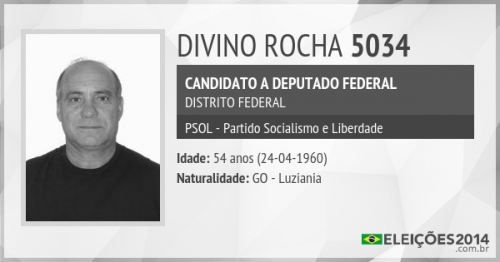 DIVINO ROCHA 5034
CANDIDATO A DEPUTADO FEDERAL
DISTRITO FEDERAL
PSOL - Partido Socialismo e Liberdade
Idade: 54 anos (24-04-1960)
Naturalidade: GO - Luziania
ELEIÇÕES2014
.com.br